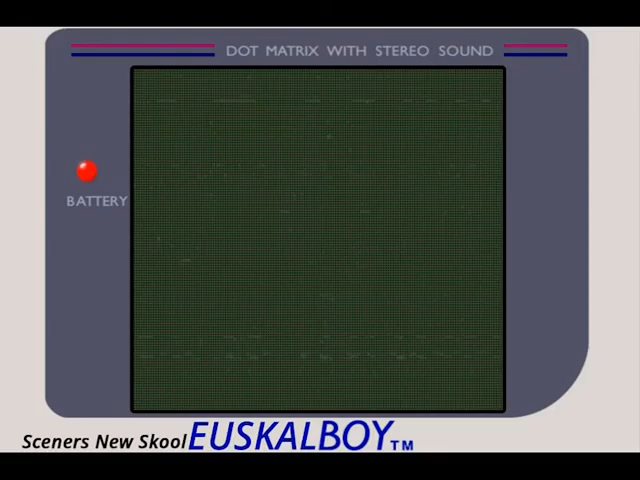 DOT MATRIX WITH STEREO SOUND
BATTERY
Sceners New Skool EUSKALBOY TM